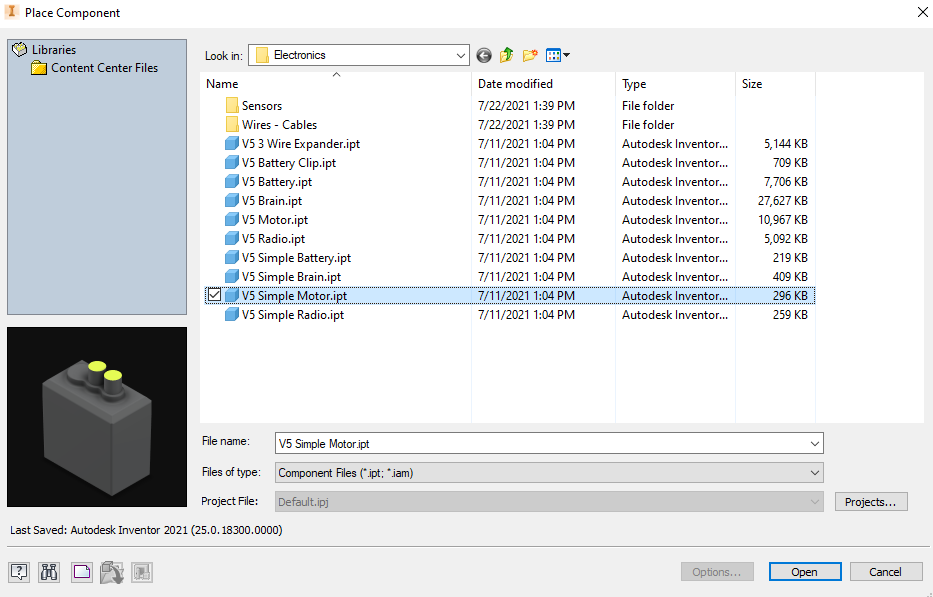 Place Component
Libraries
Content Center Files
Look in: Electronics
Name Date modified Type Size
Sensors 7/22/2021 1:39 PM File folder
Wires - Cables 7/22/2021 1:39 PM File folder
V5 3 Wire Expander.ipt 7/11/2021 1:04 PM Autodesk Inventor... 5,144 KB
V5 Battery Clip.ipt 7/11/2021 1:04 PM Autodesk Inventor... 709 KB
V5 Battery.ipt 7/11/2021 1:04 PM Autodesk Inventor... 7,706 KB
V5 Brain.ipt 7/11/2021 1:04 PM Autodesk Inventor... 27,627 KB
V5 Motor.ipt 7/11/2021 1:04 PM Autodesk Inventor... 10,967 KB
V5 Radio.ipt 7/11/2021 1:04 PM Autodesk Inventor... 5,092 KB
V5 Simple Battery.ipt 7/11/2021 1:04 PM Autodesk Inventor... 219 KB
V5 Simple Brain.ipt 7/11/2021 1:04 PM Autodesk Inventor... 409 KB
V5 Simple Motor.ipt 7/11/2021 1:04 PM Autodesk Inventor... 296 KB
V5 Simple Radio.ipt 7/11/2021 1:04 PM Autodesk Inventor... 259 KB
File name: V5 Simple Motor.ipt
Files of type: Component Files (*.ipt; *.iam)
Project File: Default.ipj Projects...
Last Saved: Autodesk Inventor 2021 (25.0.18300.0000)
Options... Open Cancel